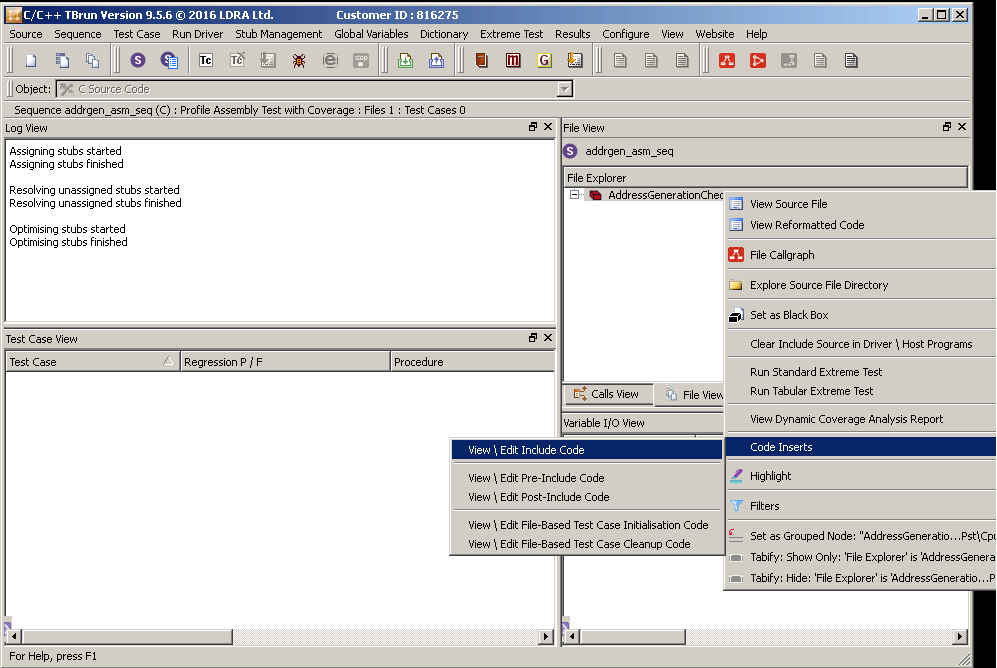 C/C++ TBrun Version 9.5.6 © 2016 LDRA Ltd. Customer ID : 816275
Source Sequence Test Case Run Driver Stub Management Global Variables Dictionary Extreme Test Results Configure View Website Help
S S Tc Tc stop m G
Object: C Source Code
Sequence addrgen_asm_seq (C) : Profile Assembly Test with Coverage : Files 1 : Test Cases 0
Log View
Assigning stubs started
Assigning stubs finished
Resolving unassigned stubs started
Resolving unassigned stubs finished
Optimising stubs started
Optimising stubs finished
Test Case View
Test Case Regression P / F Procedure
File View
S addrgen_asm_seq
File Explorer
AddressGenerationChec
Calls View File View
Variable I/O View
View Source File
View Reformatted Code
File Callgraph
Explore Source File Directory
Set as Black Box
Clear Include Source in Driver \ Host Programs
Run Standard Extreme Test
Run Tabular Extreme Test
View Dynamic Coverage Analysis Report
Code Inserts
Highlight
Filters
Set as Grouped Node: "AddressGeneratio...Pst\Cpu
Tabify: Show Only: 'File Explorer' is 'AddressGenera
Tabify: Hide: 'File Explorer' is 'AddressGeneratio...P
View \ Edit Include Code
View \ Edit Pre-Include Code
View \ Edit Post-Include Code
View \ Edit File-Based Test Case Initialisation Code
View \ Edit File-Based Test Case Cleanup Code
For Help, press F1